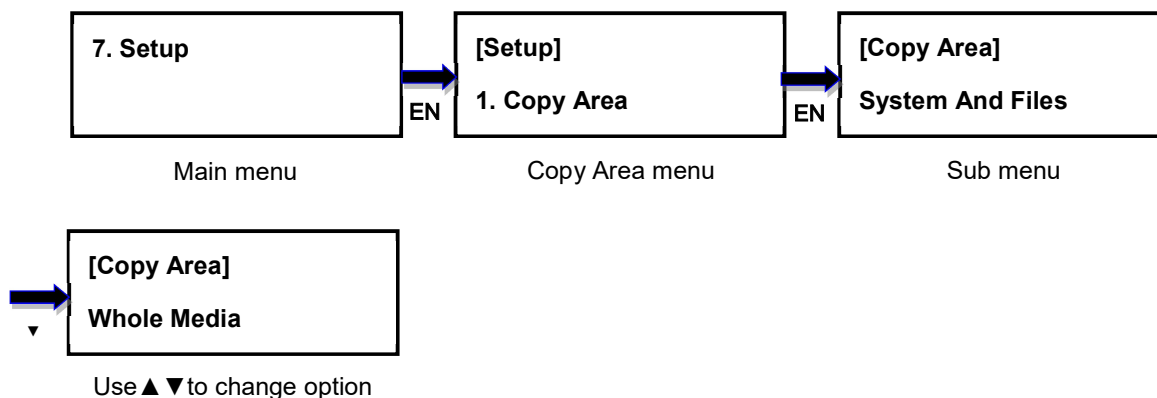 7. Setup
[Setup]
1. Copy Area
[Copy Area]
System And Files
EN
EN
Main menu
Copy Area menu
Sub menu
[Copy Area]
Whole Media
▼
Use▲▼to change option